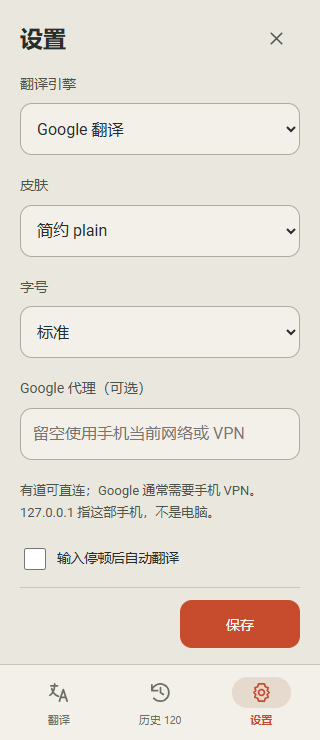 设置
翻译引擎
Google 翻译
皮肤
简约 plain
字号
标准
Google 代理（可选）
留空使用手机当前网络或 VPN
有道可直连；Google 通常需要手机 VPN。
127.0.0.1 指这部手机，不是电脑。
输入停顿后自动翻译
保存
翻译
历史 120
设置